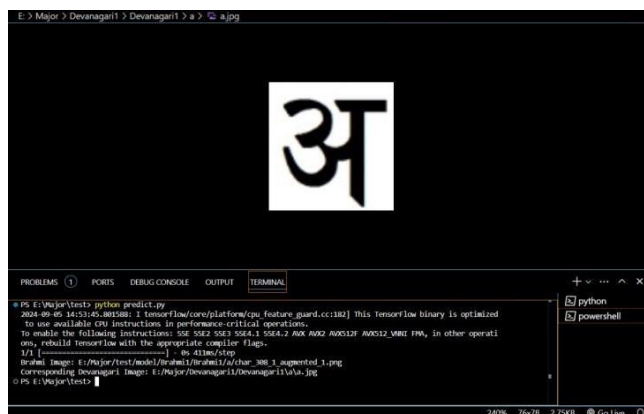 E: > Major > Devanagari1 > Devanagari1 > a > a.jpg
अ
PROBLEMS 1 PORTS DEBUG CONSOLE OUTPUT TERMINAL
PS E:\Major\test> python predict.py
2024-09-05 14:53:45.801588: I tensorflow/core/platform/cpu_feature_guard.cc:182] This TensorFlow binary is optimized
to use available CPU instructions in performance-critical operations.
To enable the following instructions: SSE SSE2 SSE3 SSE4.1 SSE4.2 AVX AVX2 AVX512F AVX512_VNNI FMA, in other operati
ons, rebuild TensorFlow with the appropriate compiler flags.
1/1 [==============================] - 0s 411ms/step
Brahmi Image: E:/Major/test/model/Brahmi1/Brahmi1/a/char_308_1_augmented_1.png
Corresponding Devanagari Image: E:/Major/Devanagari1/Devanagari1\a\a.jpg
PS E:\Major\test>
python
powershell
240% 76x78 2.75KB Go Live